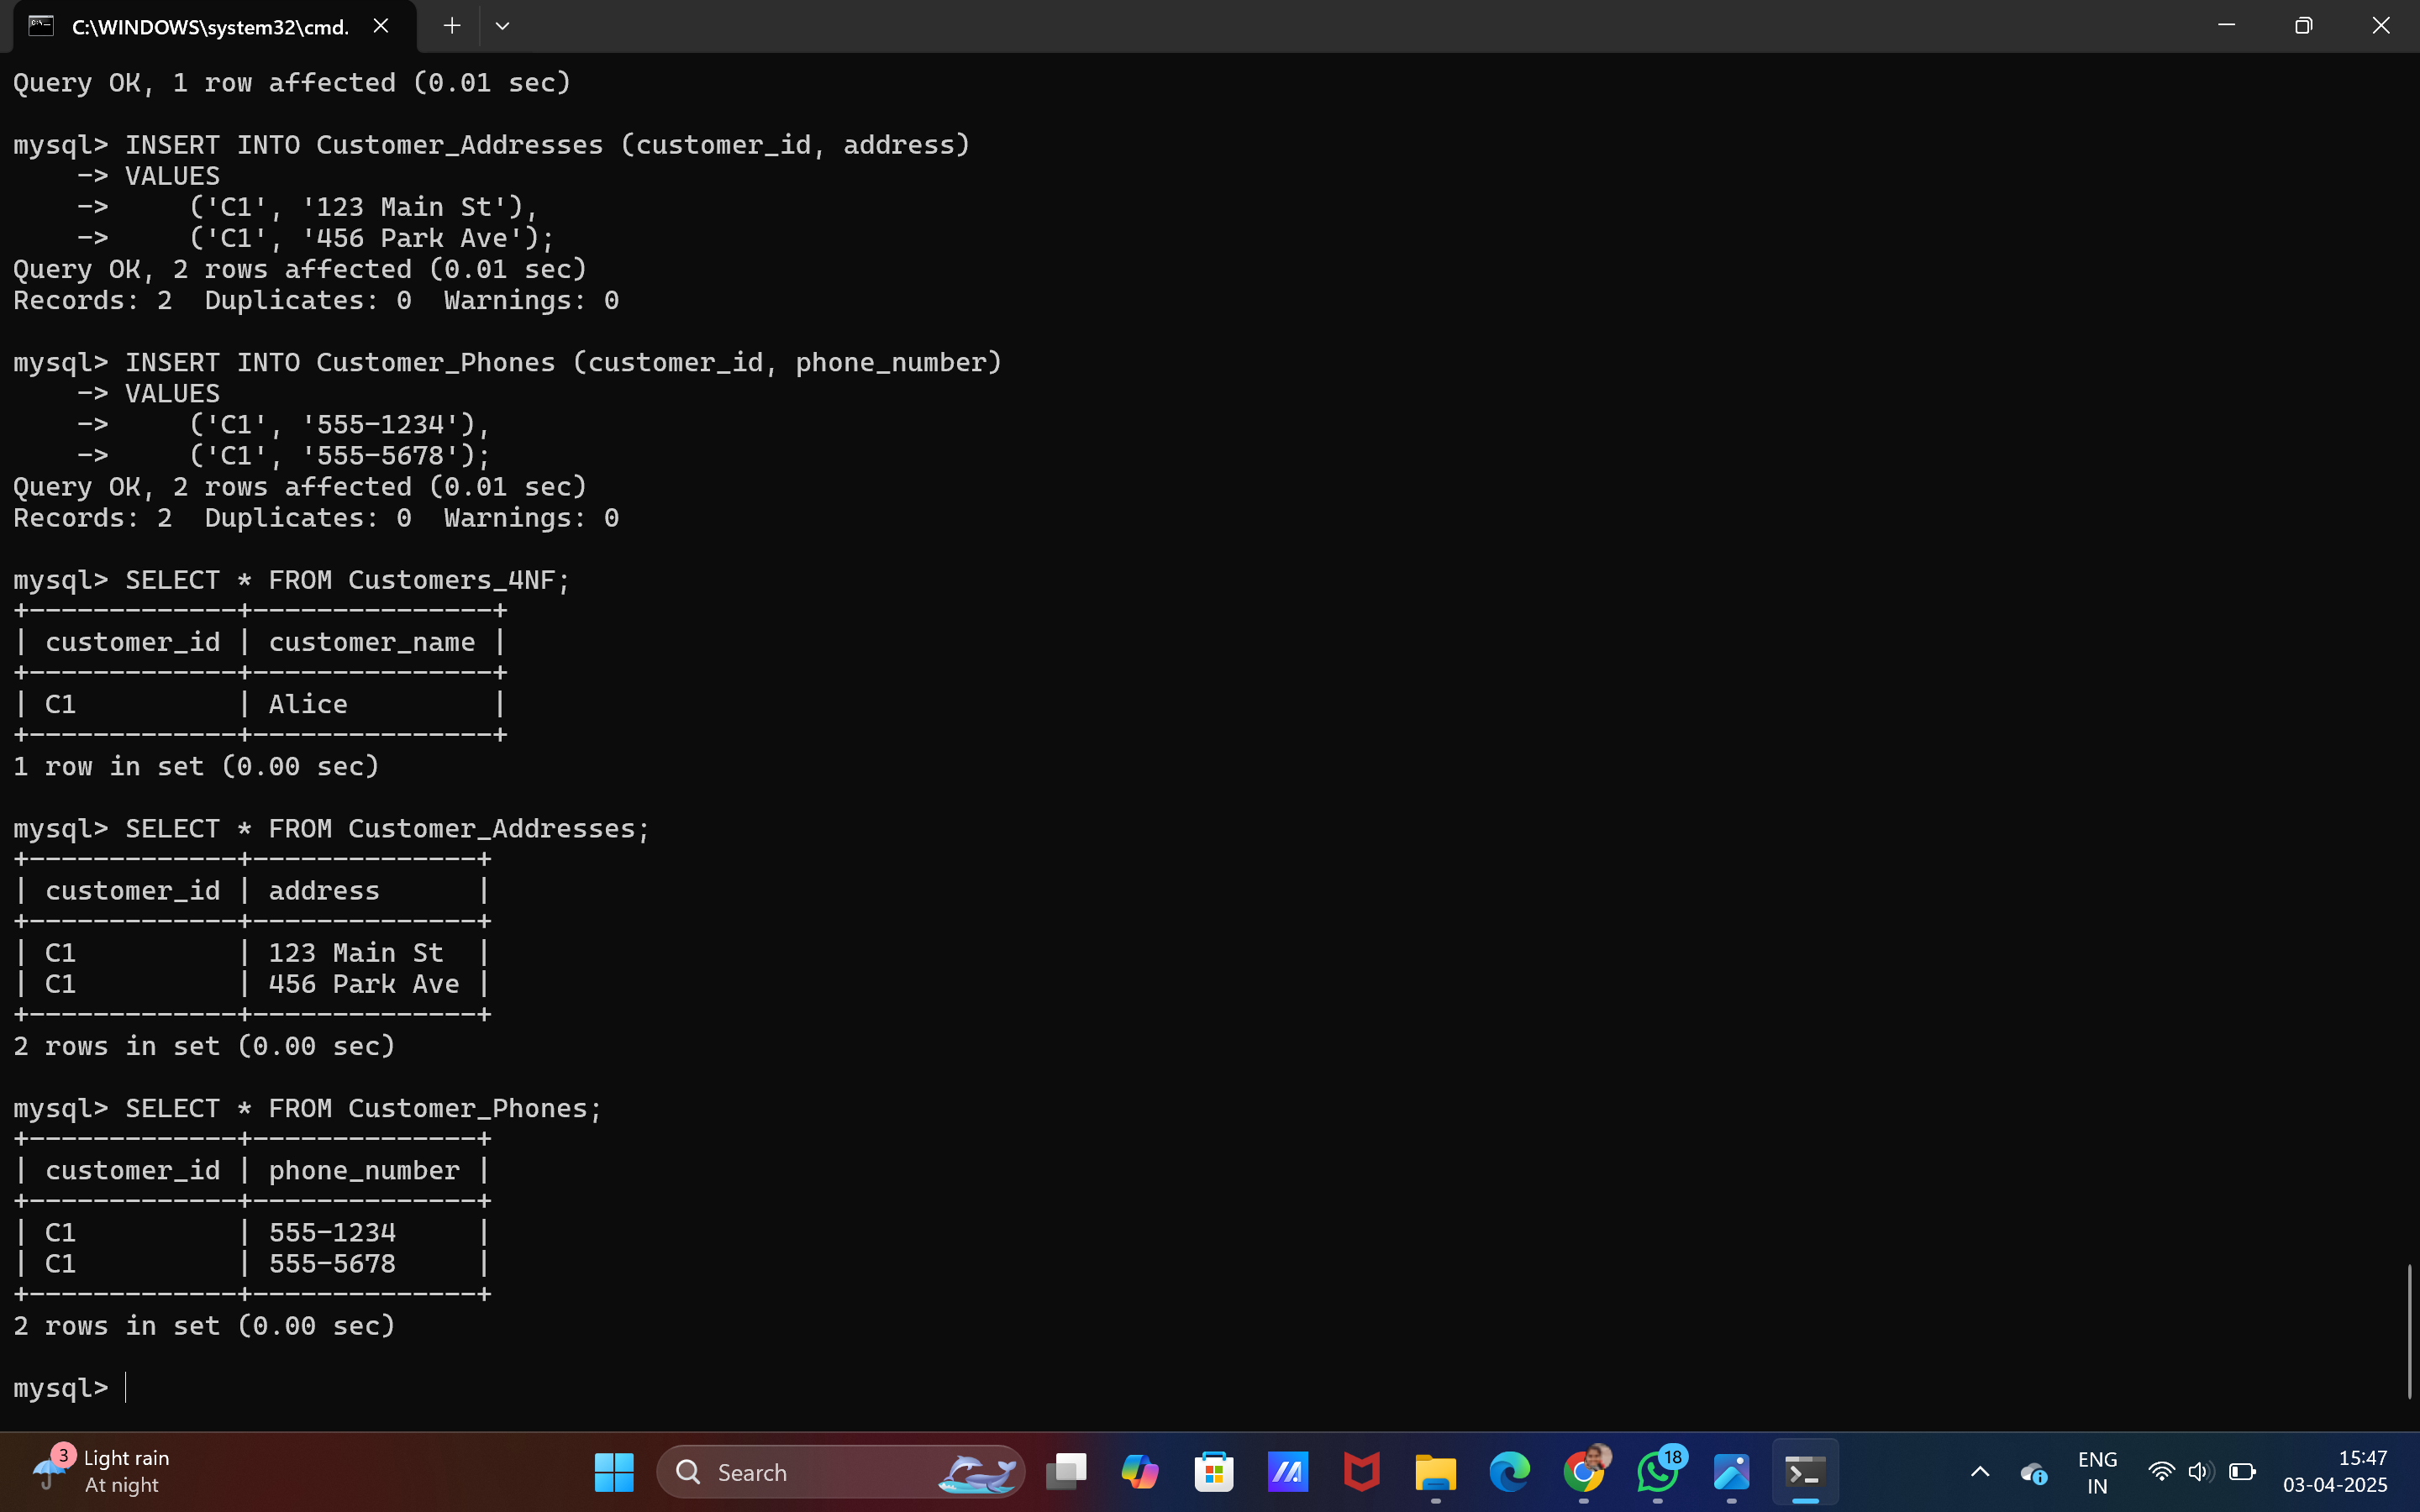 C:\WINDOWS\system32\cmd.
Query OK, 1 row affected (0.01 sec)
mysql> INSERT INTO Customer_Addresses (customer_id, address)
    -> VALUES
    ->     ('C1', '123 Main St'),
    ->     ('C1', '456 Park Ave');
Query OK, 2 rows affected (0.01 sec)
Records: 2  Duplicates: 0  Warnings: 0
mysql> INSERT INTO Customer_Phones (customer_id, phone_number)
    -> VALUES
    ->     ('C1', '555-1234'),
    ->     ('C1', '555-5678');
Query OK, 2 rows affected (0.01 sec)
Records: 2  Duplicates: 0  Warnings: 0
mysql> SELECT * FROM Customers_4NF;
+-------------+---------------+
| customer_id | customer_name |
+-------------+---------------+
| C1          | Alice         |
+-------------+---------------+
1 row in set (0.00 sec)
mysql> SELECT * FROM Customer_Addresses;
+-------------+--------------+
| customer_id | address      |
+-------------+--------------+
| C1          | 123 Main St  |
| C1          | 456 Park Ave |
+-------------+--------------+
2 rows in set (0.00 sec)
mysql> SELECT * FROM Customer_Phones;
+-------------+--------------+
| customer_id | phone_number |
+-------------+--------------+
| C1          | 555-1234     |
| C1          | 555-5678     |
+-------------+--------------+
2 rows in set (0.00 sec)
mysql>
3
Light rain
At night
Search
18
ENG
IN
15:47
03-04-2025